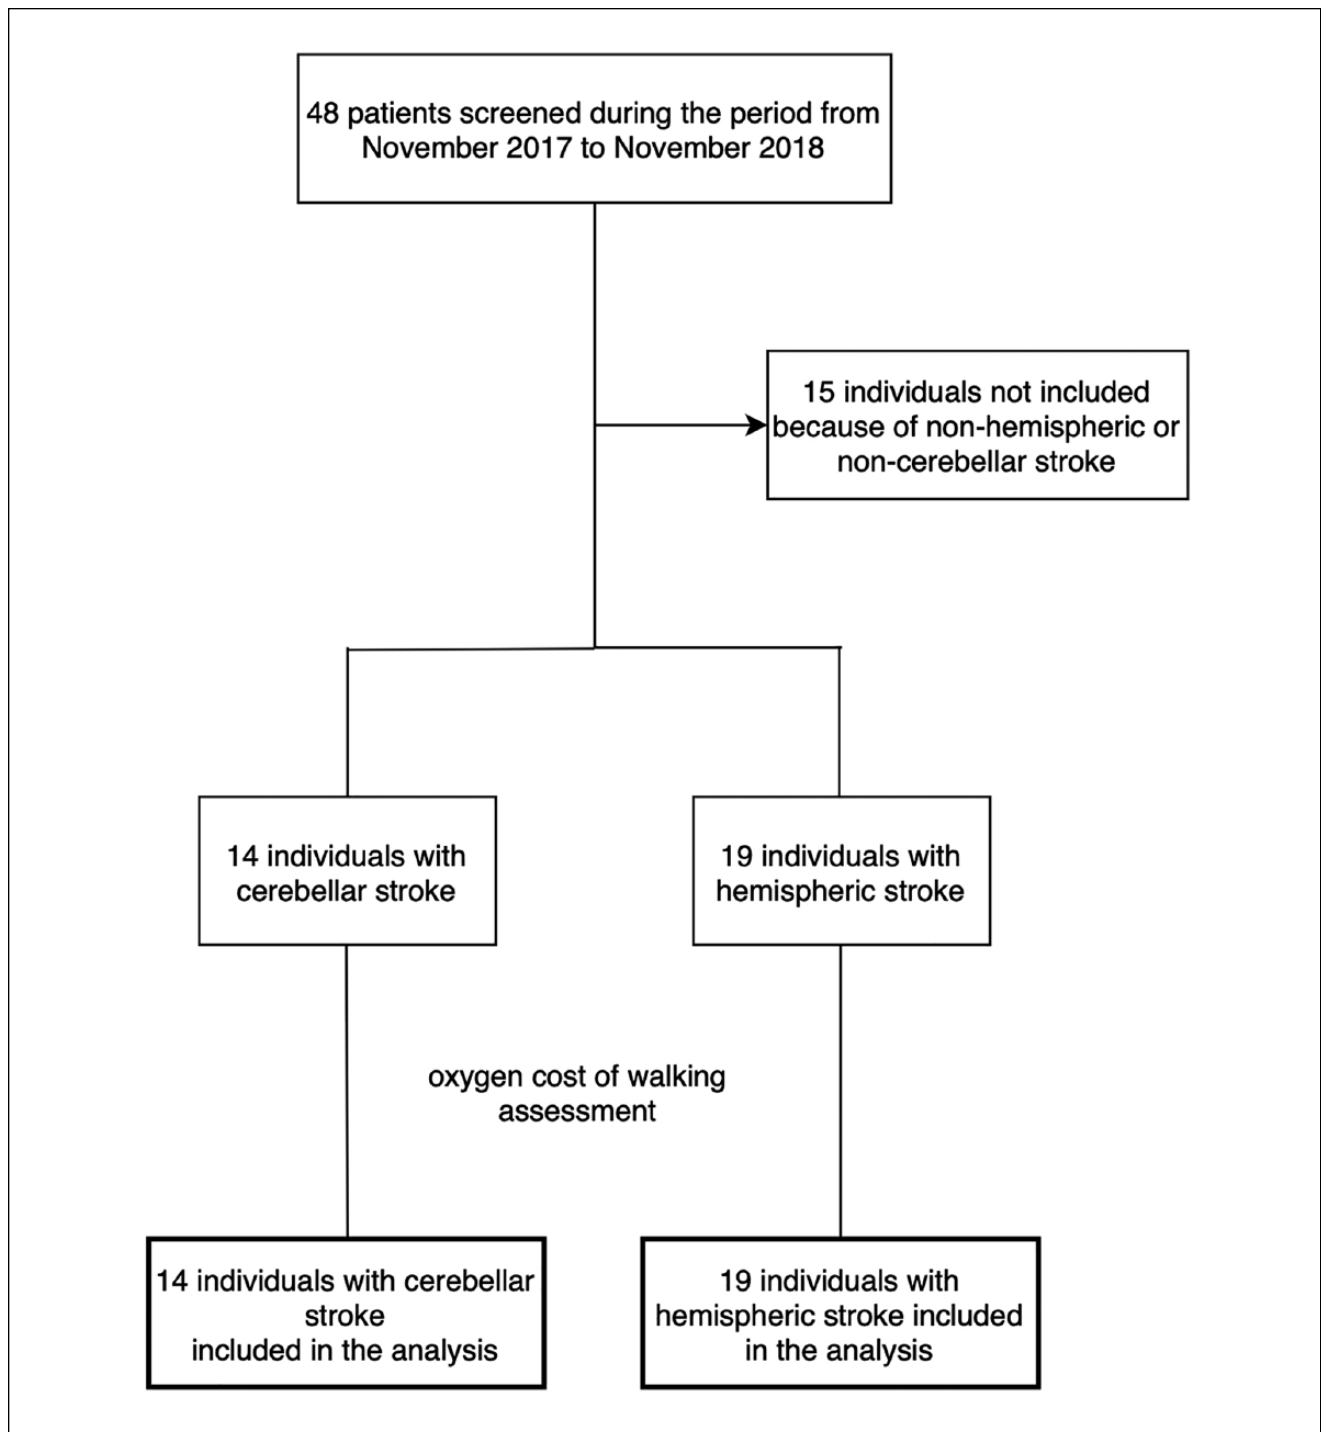 48 patients screened during the period from
November 2017 to November 2018
15 individuals not included
because of non-hemispheric or
non-cerebellar stroke
14 individuals with
cerebellar stroke
19 individuals with
hemispheric stroke
oxygen cost of walking
assessment
14 individuals with cerebellar
stroke
included in the analysis
19 individuals with
hemispheric stroke included
in the analysis